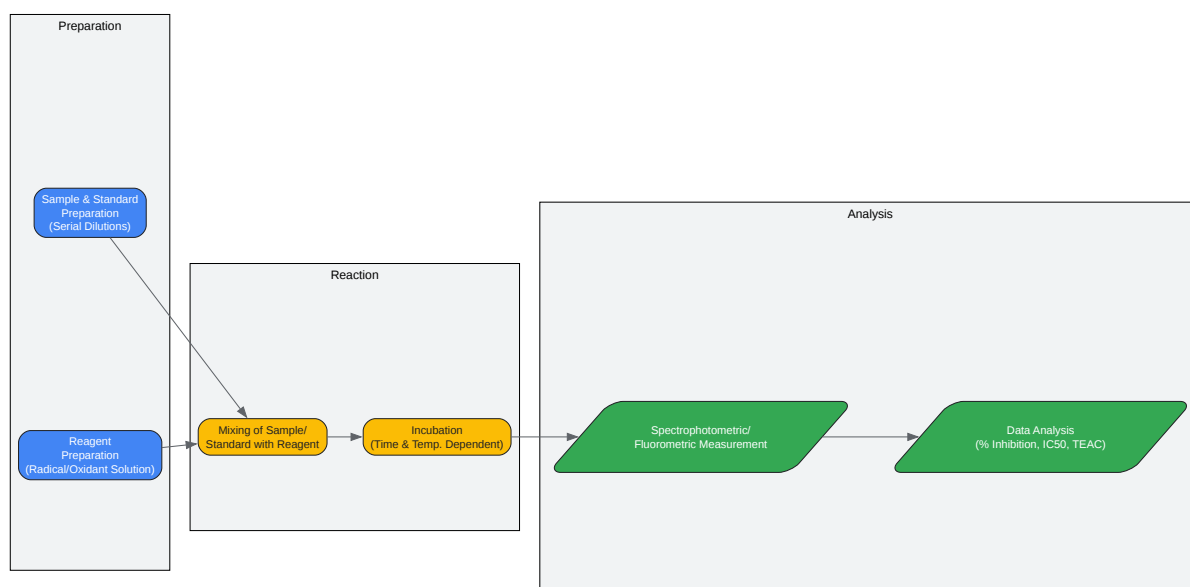 Preparation
Sample & Standard
Preparation
(Serial Dilutions)
Reagent
Preparation
(Radical/Oxidant Solution)
Reaction
Mixing of Sample/
Standard with Reagent
Incubation
(Time & Temp. Dependent)
Analysis
Spectrophotometric/
Fluorometric Measurement
Data Analysis
(% Inhibition, IC50, TEAC)